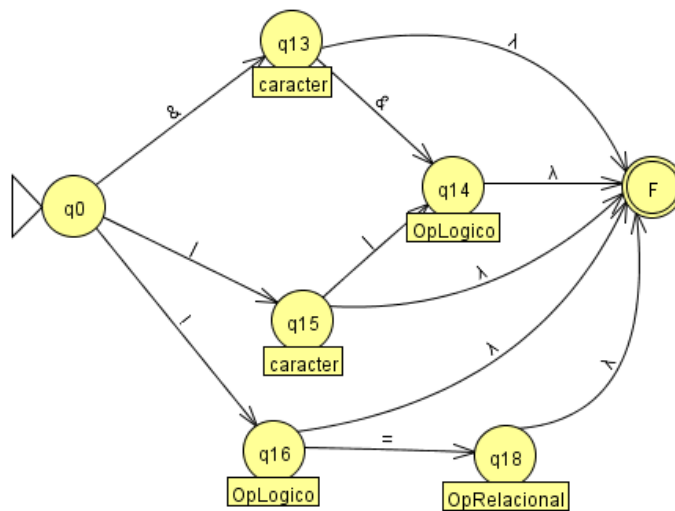 q13
caracter
λ
&
&
q14
λ
F
q0
OpLogico
|
|
λ
q15
!
caracter
λ
λ
=
q16
q18
OpLogico
OpRelacional